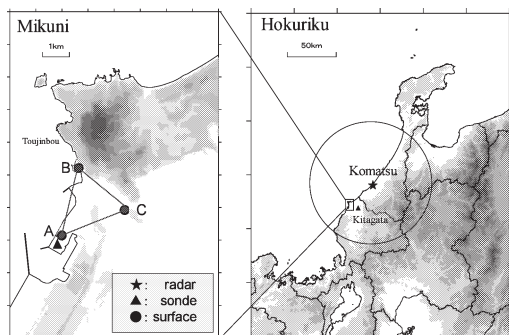 Mikuni
1km
Toujinbou
B
C
A
★: radar
▲: sonde
●: surface
Hokuriku
50km
Komatsu
Kitagata